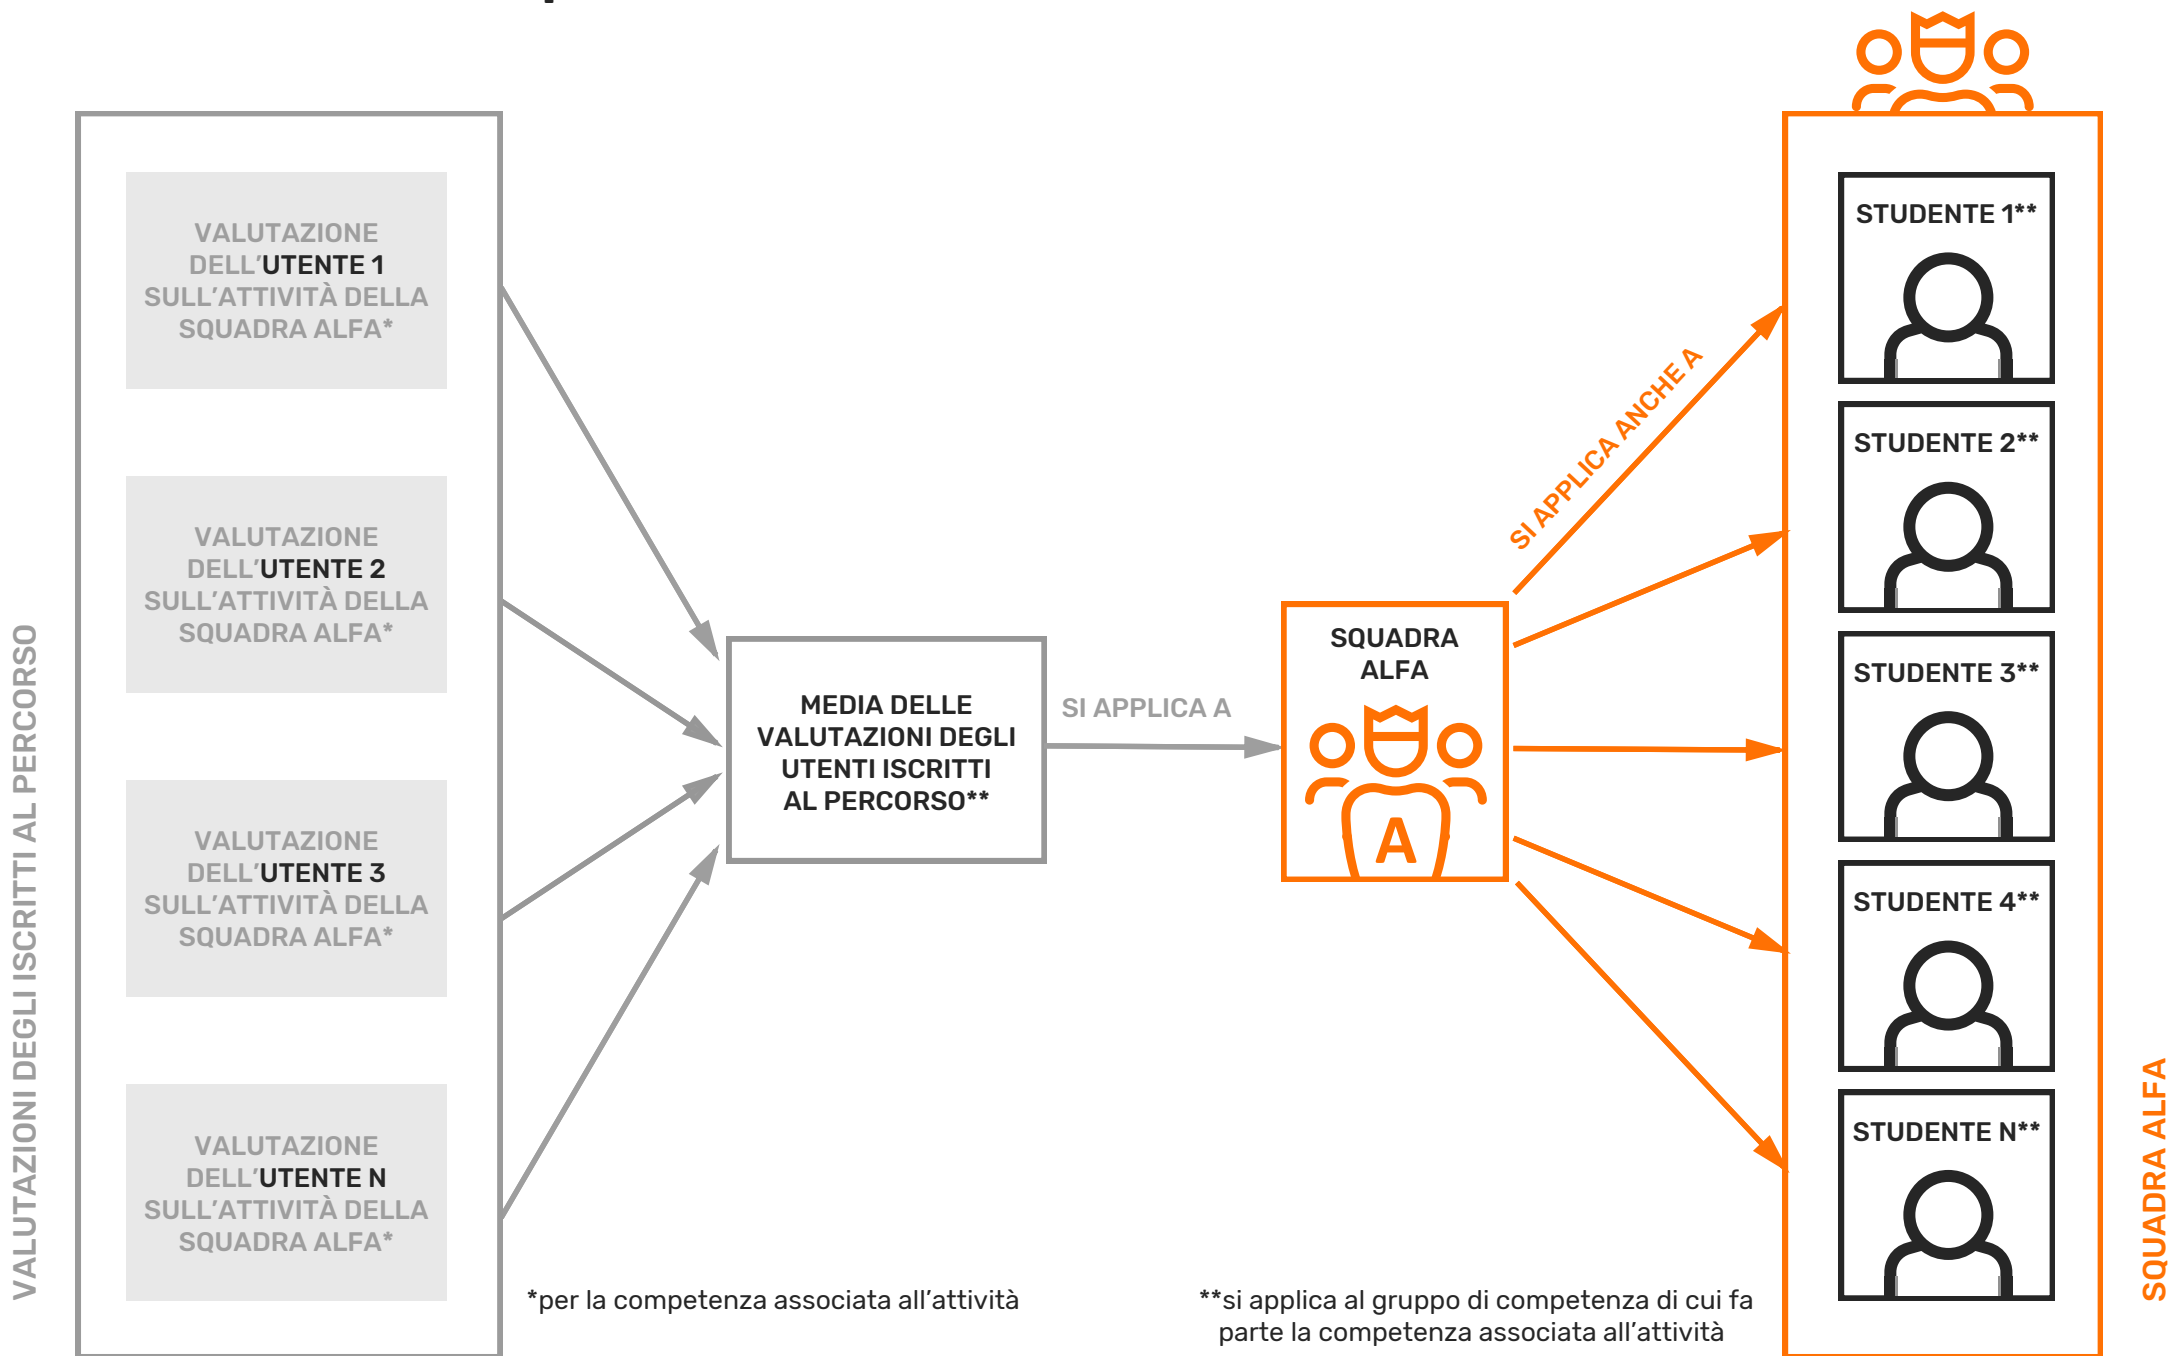 VALUTAZIONI DEGLI ISCRITTI AL PERCORSO
VALUTAZIONE
DELL’UTENTE 1
SULL’ATTIVITÀ DELLA
SQUADRA ALFA*
VALUTAZIONE
DELL’UTENTE 2
SULL’ATTIVITÀ DELLA
SQUADRA ALFA*
VALUTAZIONE
DELL’UTENTE 3
SULL’ATTIVITÀ DELLA
SQUADRA ALFA*
VALUTAZIONE
DELL’UTENTE N
SULL’ATTIVITÀ DELLA
SQUADRA ALFA*
MEDIA DELLE
VALUTAZIONI DEGLI
UTENTI ISCRITTI
AL PERCORSO**
SI APPLICA A
SQUADRA
ALFA
A
SI APPLICA ANCHE A
STUDENTE 1**
STUDENTE 2**
STUDENTE 3**
STUDENTE 4**
STUDENTE N**
SQUADRA ALFA
*per la competenza associata all’attività
**si applica al gruppo di competenza di cui fa
parte la competenza associata all’attività